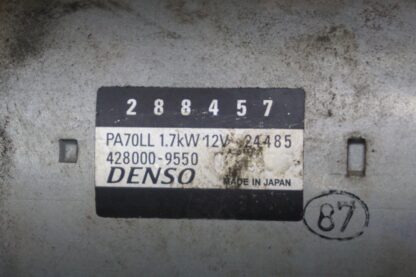 288457
PA70LL 1.7kW 12V 24485
428000-9550
DENSO MADE IN JAPAN
87